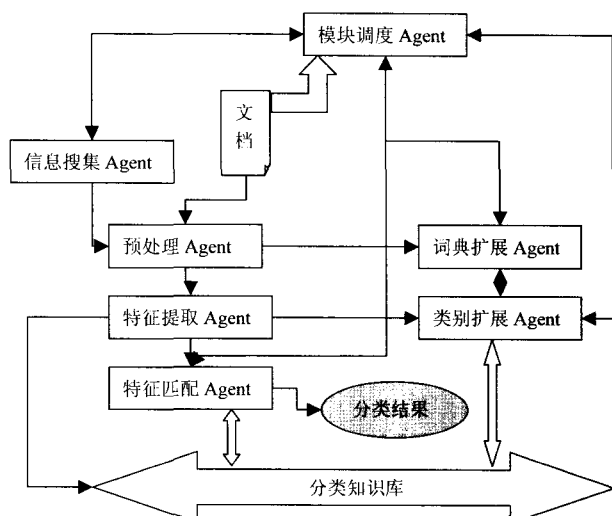 模块调度 Agent
文
档
信息搜集 Agent
预处理 Agent
词典扩展 Agent
特征提取 Agent
类别扩展 Agent
特征匹配 Agent
分类结果
分类知识库